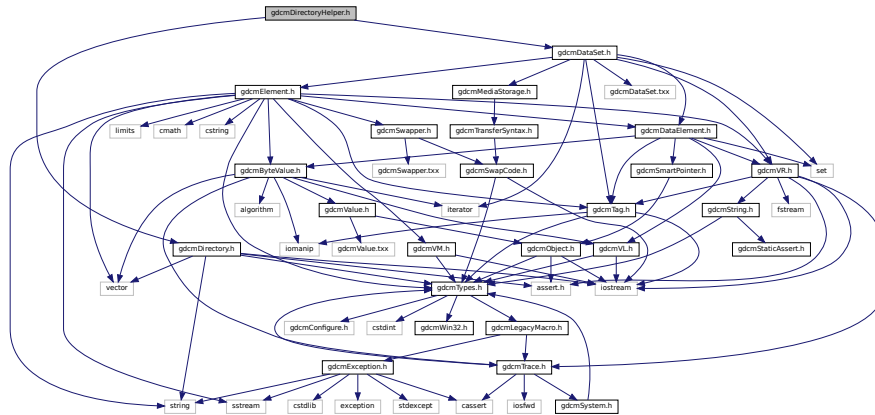 gdcmDirectoryHelper.h
gdcmDataSet.h
gdcmElement.h
gdcmMediaStorage.h
gdcmDataSet.txx
limits
cmath
cstring
gdcmSwapper.h
gdcmTransferSyntax.h
gdcmDataElement.h
gdcmByteValue.h
gdcmSwapper.txx
gdcmSwapCode.h
gdcmSmartPointer.h
gdcmVR.h
set
algorithm
gdcmValue.h
iterator
gdcmTag.h
gdcmString.h
fstream
gdcmDirectory.h
iomanip
gdcmValue.txx
gdcmVM.h
gdcmObject.h
gdcmVL.h
gdcmStaticAssert.h
vector
gdcmTypes.h
assert.h
iostream
gdcmConfigure.h
cstdint
gdcmWin32.h
gdcmLegacyMacro.h
gdcmException.h
gdcmTrace.h
string
sstream
cstdlib
exception
stdexcept
cassert
iosfwd
gdcmSystem.h